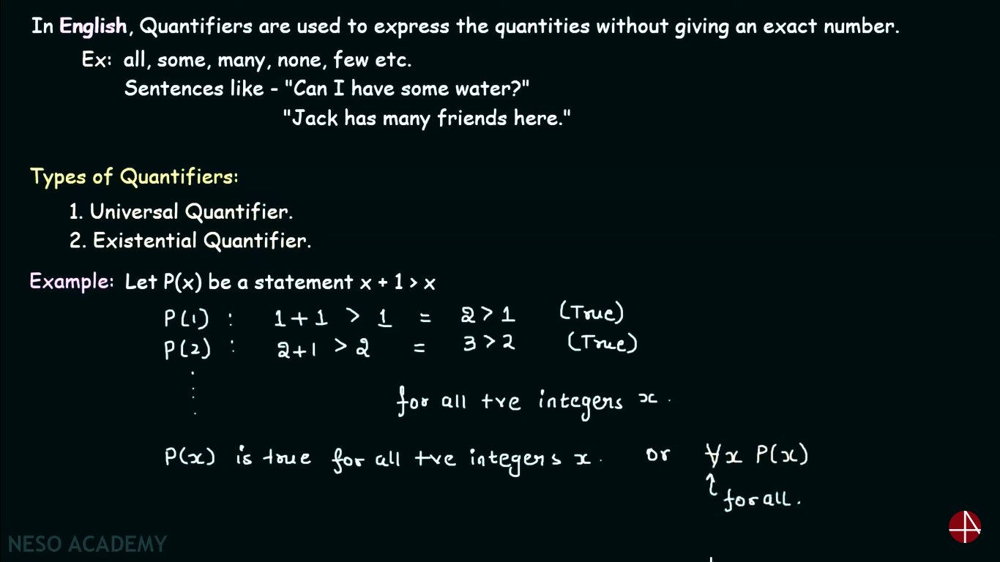 In English, Quantifiers are used to express the quantities without giving an exact number.
Ex: all, some, many, none, few etc.
Sentences like - "Can I have some water?"
"Jack has many friends here."
Types of Quantifiers:
1. Universal Quantifier.
2. Existential Quantifier.
Example: Let P(x) be a statement x + 1 > x
P(1) : 1+1 > 1 = 2 > 1 (True)
P(2) : 2+1 > 2 = 3 > 2 (True)
for all +ve integers x.
P(x) is true for all +ve integers x. or ∀x P(x)
↑ for all.
NESO ACADEMY